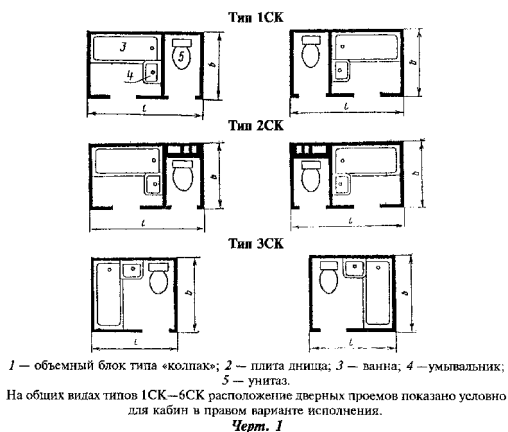 Тип 1СК
3
4
5
b
l
b
l
Тип 2СК
b
l
b
l
Тип 3СК
b
l
b
l
1 — объемный блок типа «колпак»; 2 — плита днища; 3 — ванна; 4 —умывальник;
5 — унитаз.
На общих видах типов 1СК—6СК расположение дверных проемов показано условно
для кабин в правом варианте исполнения.
Черт. 1